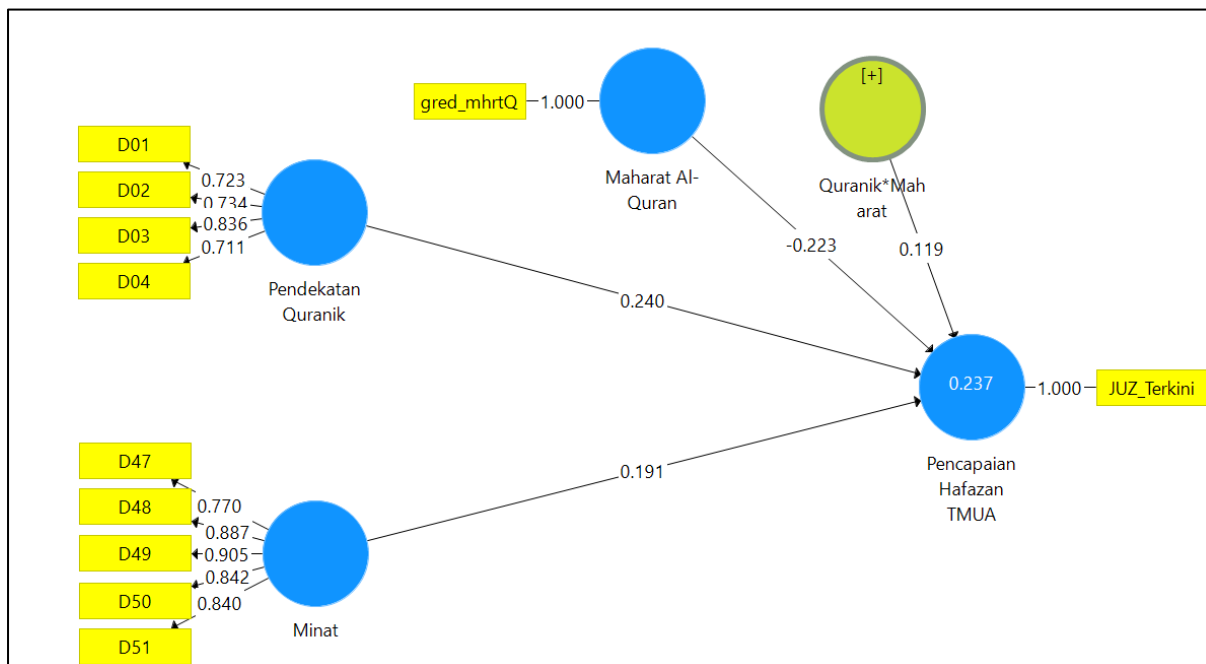 [+]
gred_mhrtQ
1.000
Maharat Al-
Quran
Quranik*Mah
arat
D01
D02
D03
D04
0.723
0.734
0.836
0.711
Pendekatan
Quranik
-0.223
0.119
0.240
0.237
1.000
JUZ_Terkini
Pencapaian
Hafazan
TMUA
0.191
D47
D48
D49
D50
D51
0.770
0.887
0.905
0.842
0.840
Minat